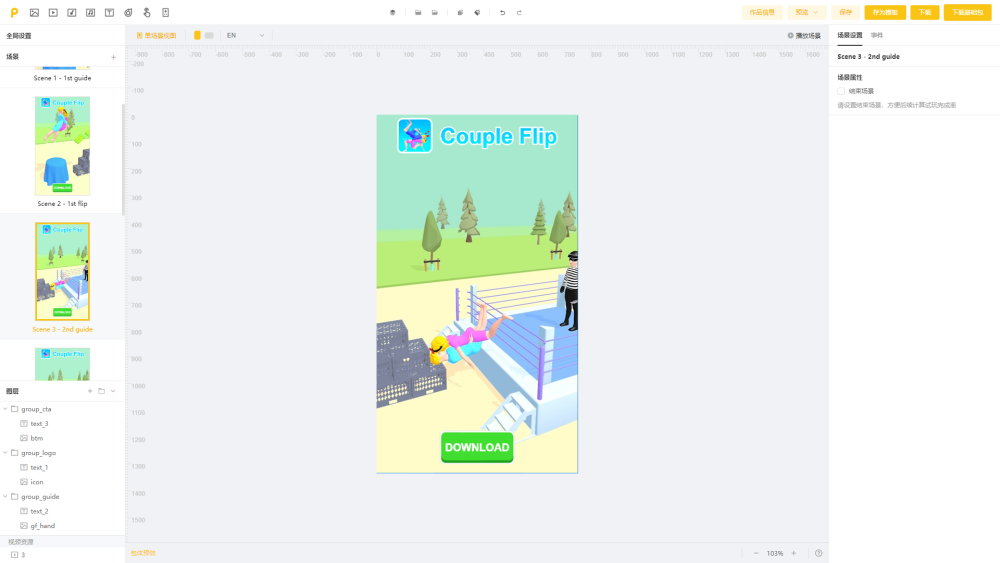 作品信息
预览
保存
存为模板
下载
下载基础包
全局设置
单场景视图
EN
播放场景
场景设置
事件
场景
Scene 1 - 1st guide
Couple Flip
DOWNLOAD
Scene 2 - 1st flip
Couple Flip
DOWNLOAD
Scene 3 - 2nd guide
Couple Flip
图层
group_cta
text_3
btm
group_logo
text_1
icon
group_guide
text_2
gf_hand
视频资源
3
-900 -800 -700 -600 -500 -400 -300 -200 -100 0 100 200 300 400 500 600 700 800 900 1000 1100 1200 1300 1400 1500 1600
-200
-100
0
100
200
300
400
500
600
700
800
900
1000
1100
1200
1300
1400
1500
Couple Flip
DOWNLOAD
103%
Scene 3 - 2nd guide
场景属性
结束场景
请设置结束场景，方便后续计算试玩完成率